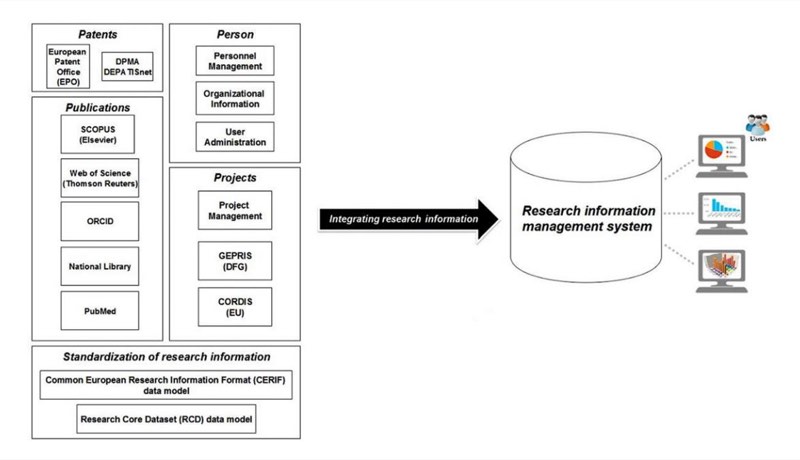 Patents
European
Patent
Office
(EPO)
DPMA
DEPATISnet
Publications
SCOPUS
(Elsevier)
Web of Science
(Thomson Reuters)
ORCID
National Library
PubMed
Person
Personnel
Management
Organizational
Information
User
Administration
Projects
Project
Management
GEPRIS
(DFG)
CORDIS
(EU)
Standardization of research information
Common European Research Information Format (CERIF)
data model
Research Core Dataset (RCD) data model
Integrating research information
Research information
management system
Users